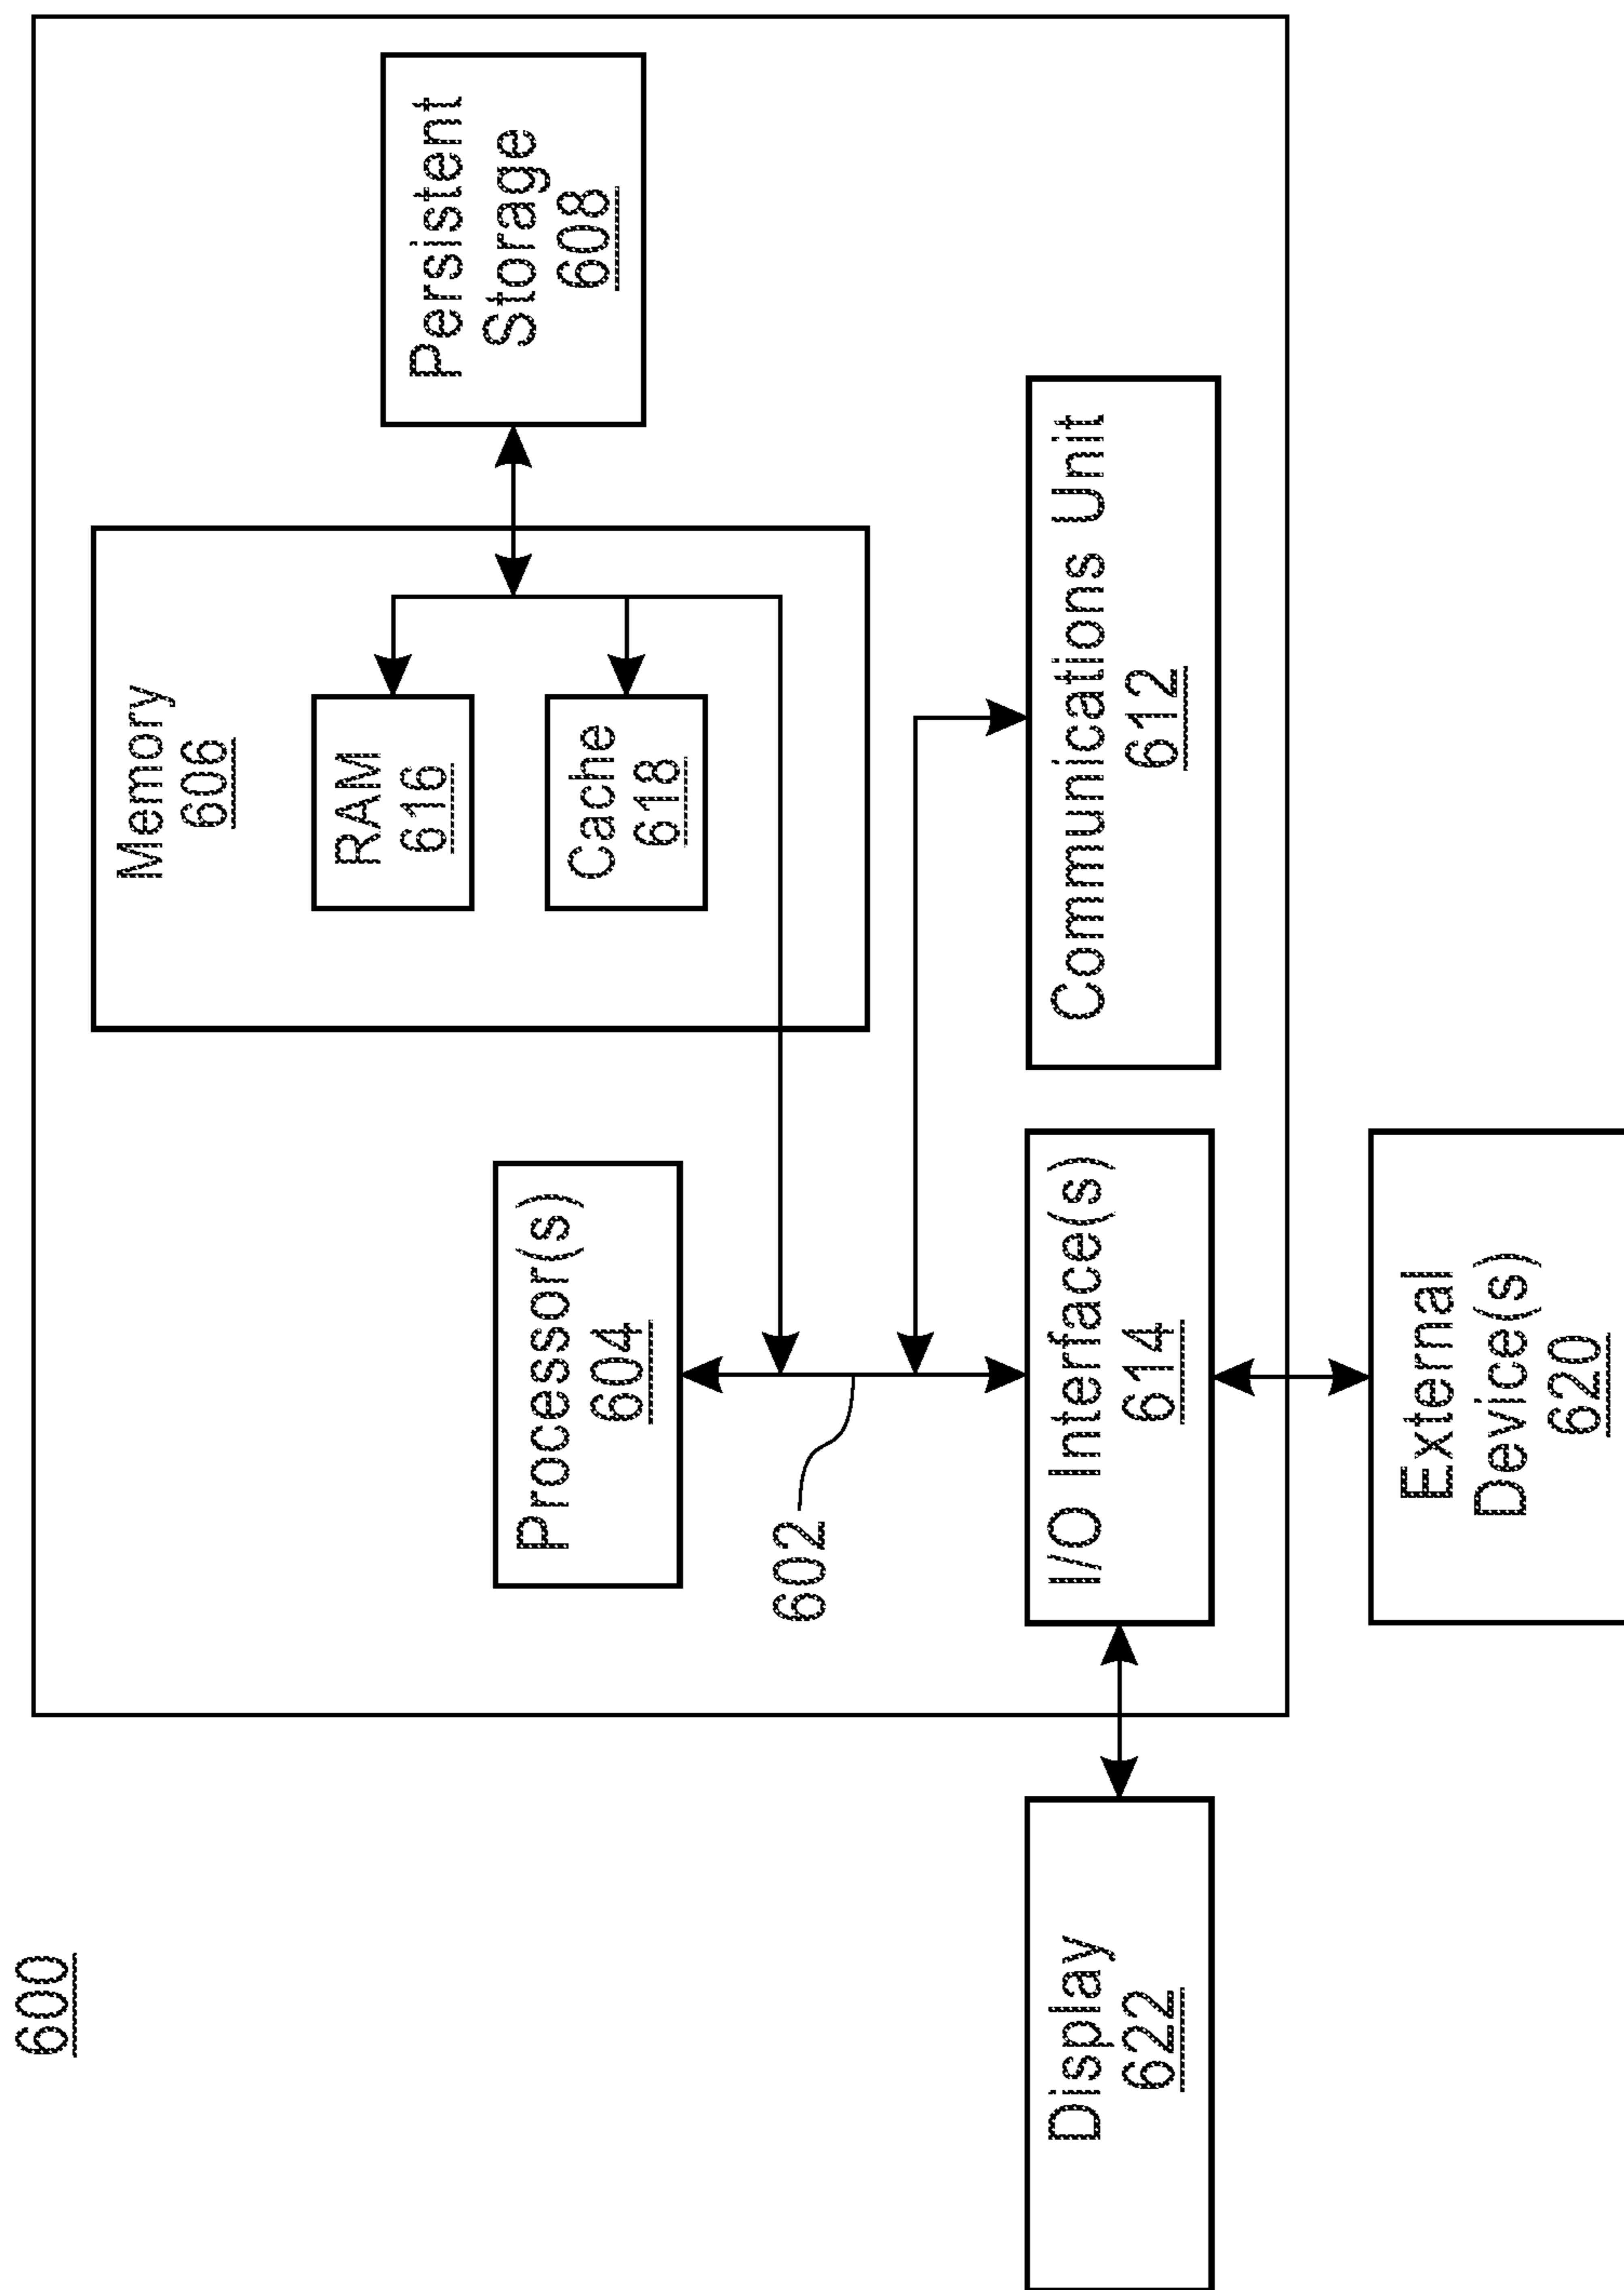 600
Memory
606
RAM
616
Cache
618
Persistent
Storage
608
Processor(s)
604
602
Display
622
I/O Interface(s)
614
Communications Unit
612
External
Device(s)
620